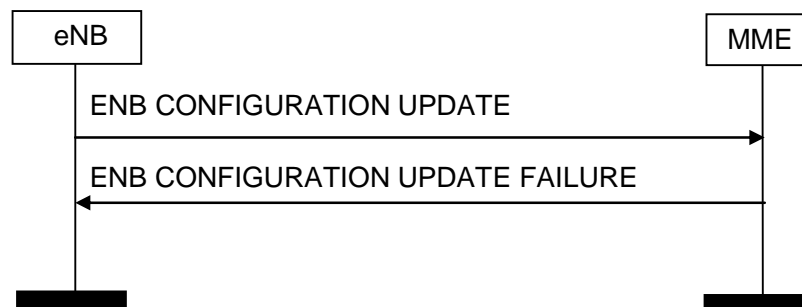 eNB
MME
ENB CONFIGURATION UPDATE
ENB CONFIGURATION UPDATE FAILURE